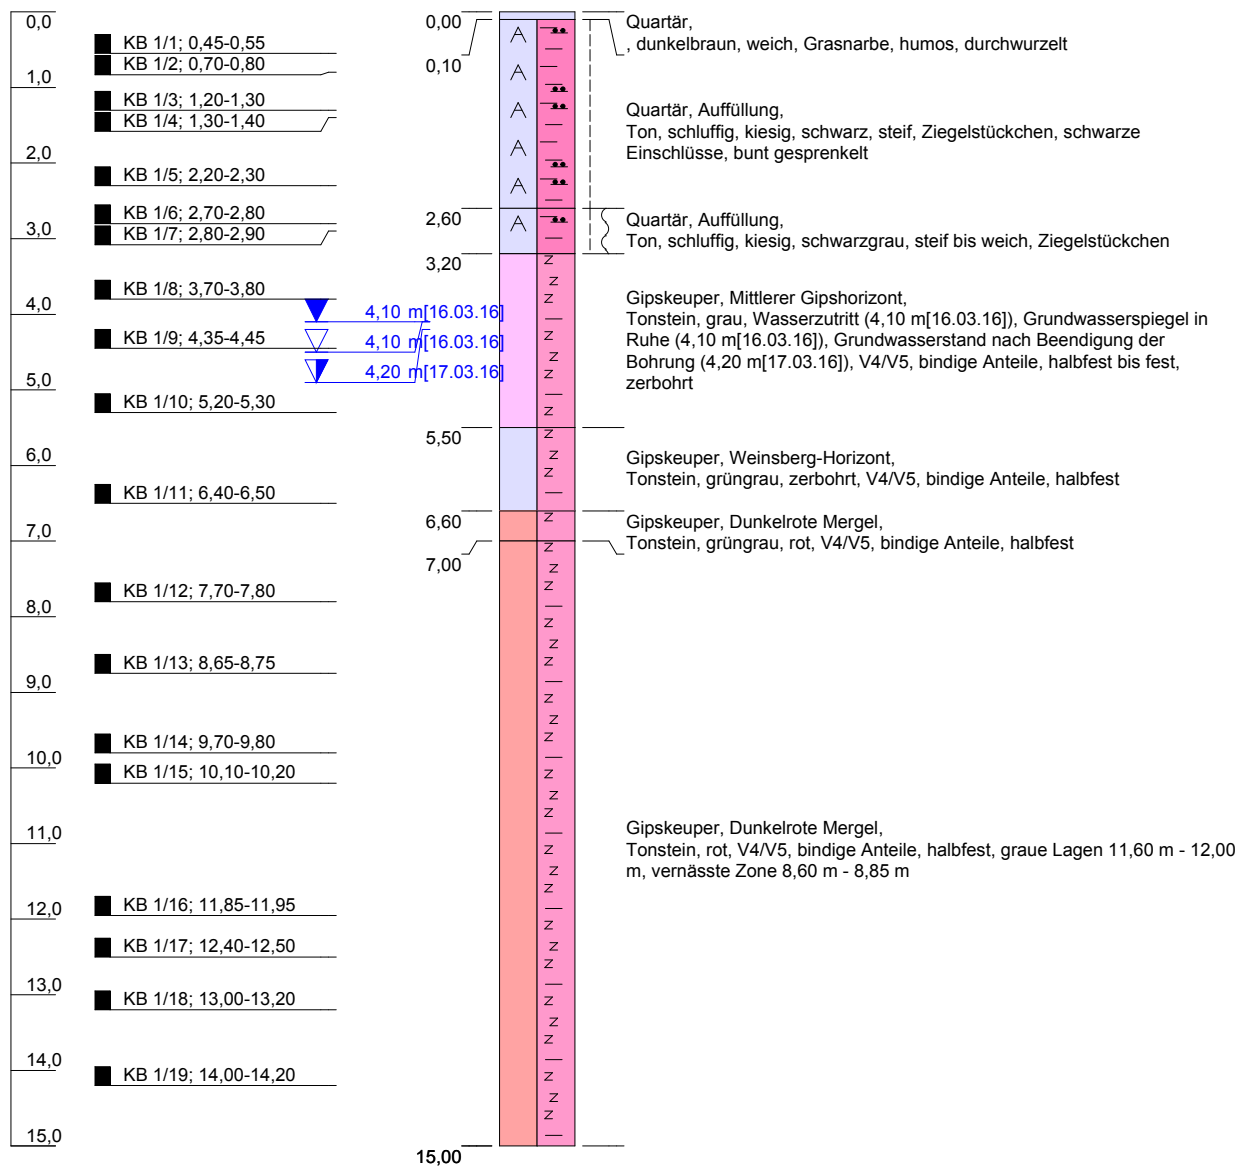 0,0
1,0
2,0
3,0
4,0
5,0
6,0
7,0
8,0
9,0
10,0
11,0
12,0
13,0
14,0
15,0
KB 1/1; 0,45-0,55
KB 1/2; 0,70-0,80
KB 1/3; 1,20-1,30
KB 1/4; 1,30-1,40
KB 1/5; 2,20-2,30
KB 1/6; 2,70-2,80
KB 1/7; 2,80-2,90
KB 1/8; 3,70-3,80
KB 1/9; 4,35-4,45
KB 1/10; 5,20-5,30
KB 1/11; 6,40-6,50
KB 1/12; 7,70-7,80
KB 1/13; 8,65-8,75
KB 1/14; 9,70-9,80
KB 1/15; 10,10-10,20
KB 1/16; 11,85-11,95
KB 1/17; 12,40-12,50
KB 1/18; 13,00-13,20
KB 1/19; 14,00-14,20
4,10 m[16.03.16]
4,10 m[16.03.16]
4,20 m[17.03.16]
0,00
0,10
2,60
3,20
5,50
6,60
7,00
15,00
A
A
A
A
A
A
Quartär,
, dunkelbraun, weich, Grasnarbe, humos, durchwurzelt
Quartär, Auffüllung,
Ton, schluffig, kiesig, schwarz, steif, Ziegelstückchen, schwarze
Einschlüsse, bunt gesprenkelt
Quartär, Auffüllung,
Ton, schluffig, kiesig, schwarzgrau, steif bis weich, Ziegelstückchen
Gipskeuper, Mittlerer Gipshorizont,
Tonstein, grau, Wasserzutritt (4,10 m[16.03.16]), Grundwasserspiegel in
Ruhe (4,10 m[16.03.16]), Grundwasserstand nach Beendigung der
Bohrung (4,20 m[17.03.16]), V4/V5, bindige Anteile, halbfest bis fest,
zerbohrt
Gipskeuper, Weinsberg-Horizont,
Tonstein, grüngrau, zerbohrt, V4/V5, bindige Anteile, halbfest
Gipskeuper, Dunkelrote Mergel,
Tonstein, grüngrau, rot, V4/V5, bindige Anteile, halbfest
Gipskeuper, Dunkelrote Mergel,
Tonstein, rot, V4/V5, bindige Anteile, halbfest, graue Lagen 11,60 m - 12,00
m, vernässte Zone 8,60 m - 8,85 m